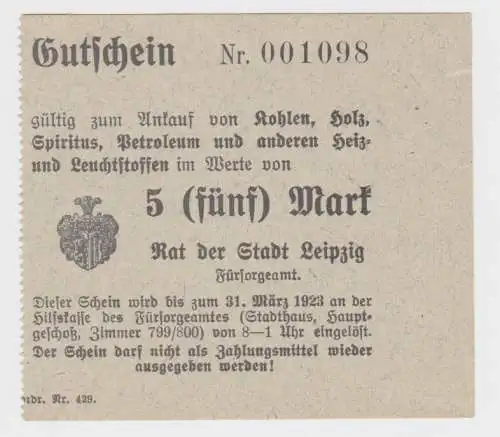 Gutschein Nr. 001098
gültig zum Ankauf von Kohlen, Holz,
Spiritus, Petroleum und anderen Heiz-
und Leuchtstoffen im Werte von
5 (fünf) Mark
Rat der Stadt Leipzig
Fürsorgeamt.
Dieser Schein wird bis zum 31. März 1923 an der
Hilfskasse des Fürsorgeamtes (Stadthaus, Haupt-
geschoß, Zimmer 799/800) von 8—1 Uhr eingelöst.
Der Schein darf nicht als Zahlungsmittel wieder
ausgegeben werden!
Nr. 429.